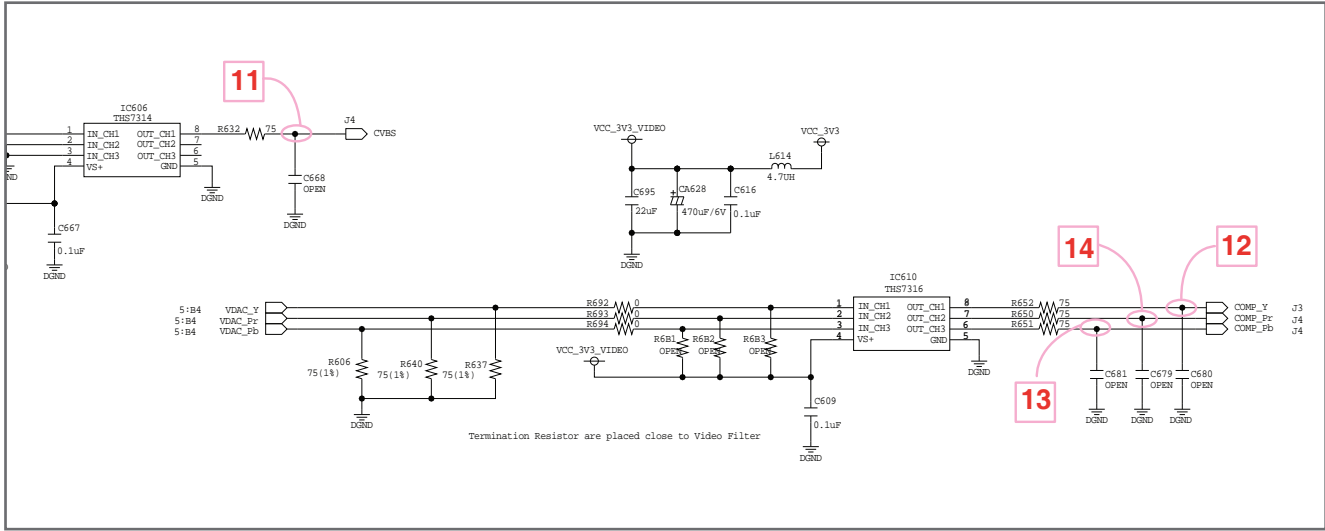 11
IC606
THS7314
J4
1 IN_CH1 OUT_CH1 8 R632 75 CVBS
2 IN_CH2 OUT_CH2 7
3 IN_CH3 OUT_CH3 6
4 VS+ GND 5
ND
DGND
C668
OPEN
DGND
C667
0.1uF
DGND
VCC_3V3_VIDEO
VCC_3V3
L614
4.7UH
C695
22uF
+
CA628
470uF/6V
C616
0.1uF
DGND
14
12
IC610
THS7316
5:B4 VDAC_Y R692 0 1 IN_CH1 OUT_CH1 8 R652 75 COMP_Y J3
5:B4 VDAC_Pr R693 0 2 IN_CH2 OUT_CH2 7 R650 75 COMP_Pr J4
5:B4 VDAC_Pb R694 0 3 IN_CH3 OUT_CH3 6 R651 75 COMP_Pb J4
4 VS+ GND 5
R6B1
OPEN
R6B2
OPEN
R6B3
OPEN
VCC_3V3_VIDEO
R606
75(1%)
R640
75(1%)
R637
75(1%)
DGND
DGND
C681
OPEN
C679
OPEN
C680
OPEN
13
C609
0.1uF
DGND
DGND
DGND
DGND
Termination Resistor are placed close to Video Filter